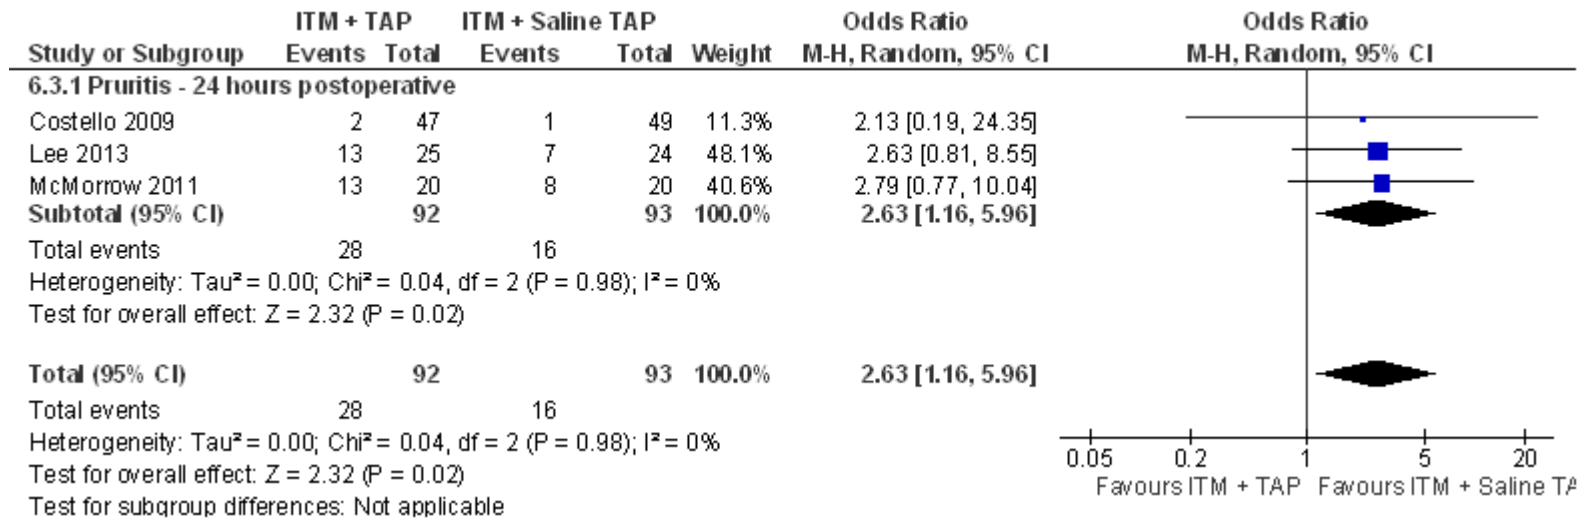 ITM + TAP ITM + Saline TAP Odds Ratio Odds Ratio
Study or Subgroup Events Total Events Total Weight M-H, Random, 95% CI M-H, Random, 95% CI
6.3.1 Pruritis - 24 hours postoperative
Costello 2009 2 47 1 49 11.3% 2.13 [0.19, 24.35]
Lee 2013 13 25 7 24 48.1% 2.63 [0.81, 8.55]
McMorrow 2011 13 20 8 20 40.6% 2.79 [0.77, 10.04]
Subtotal (95% CI) 92 93 100.0% 2.63 [1.16, 5.96]
Total events 28 16
Heterogeneity: Tau² = 0.00; Chi² = 0.04, df = 2 (P = 0.98); I² = 0%
Test for overall effect: Z = 2.32 (P = 0.02)
Total (95% CI) 92 93 100.0% 2.63 [1.16, 5.96]
Total events 28 16
Heterogeneity: Tau² = 0.00; Chi² = 0.04, df = 2 (P = 0.98); I² = 0%
Test for overall effect: Z = 2.32 (P = 0.02)
Test for subgroup differences: Not applicable
0.05 0.2 1 5 20
Favours ITM + TAP Favours ITM + Saline TA